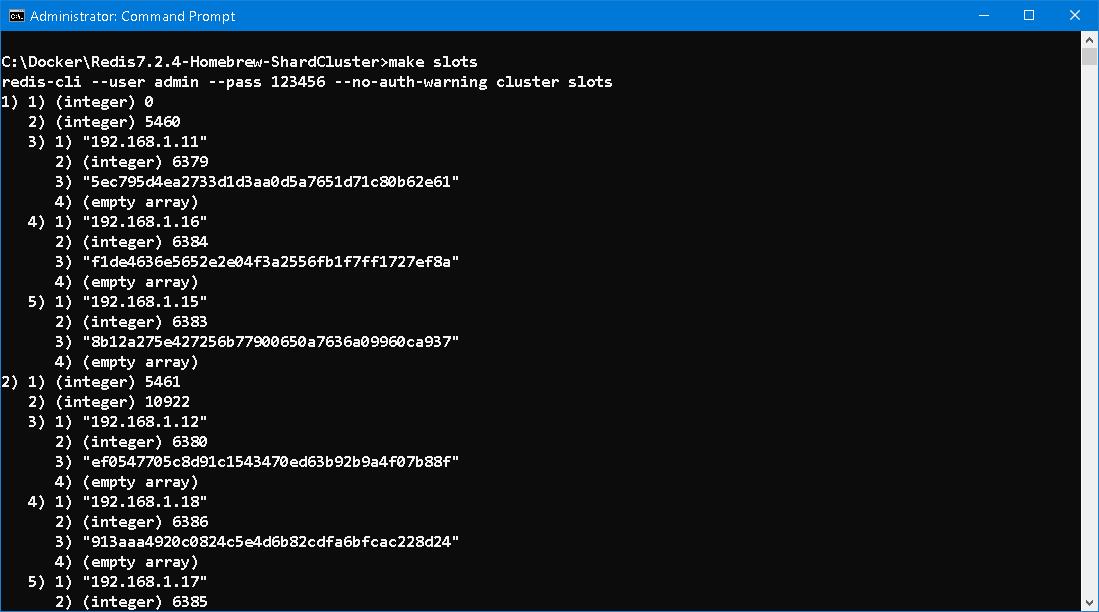 Administrator: Command Prompt
C:\Docker\Redis7.2.4-Homebrew-ShardCluster>make slots
redis-cli --user admin --pass 123456 --no-auth-warning cluster slots
1) 1) (integer) 0
   2) (integer) 5460
   3) 1) "192.168.1.11"
      2) (integer) 6379
      3) "5ec795d4ea2733d1d3aa0d5a7651d71c80b62e61"
      4) (empty array)
   4) 1) "192.168.1.16"
      2) (integer) 6384
      3) "f1de4636e5652e2e04f3a2556fb1f7ff1727ef8a"
      4) (empty array)
   5) 1) "192.168.1.15"
      2) (integer) 6383
      3) "8b12a275e427256b77900650a7636a09960ca937"
      4) (empty array)
2) 1) (integer) 5461
   2) (integer) 10922
   3) 1) "192.168.1.12"
      2) (integer) 6380
      3) "ef0547705c8d91c1543470ed63b92b9a4f07b88f"
      4) (empty array)
   4) 1) "192.168.1.18"
      2) (integer) 6386
      3) "913aaa4920c0824c5e4d6b82cdfa6bfcac228d24"
      4) (empty array)
   5) 1) "192.168.1.17"
      2) (integer) 6385